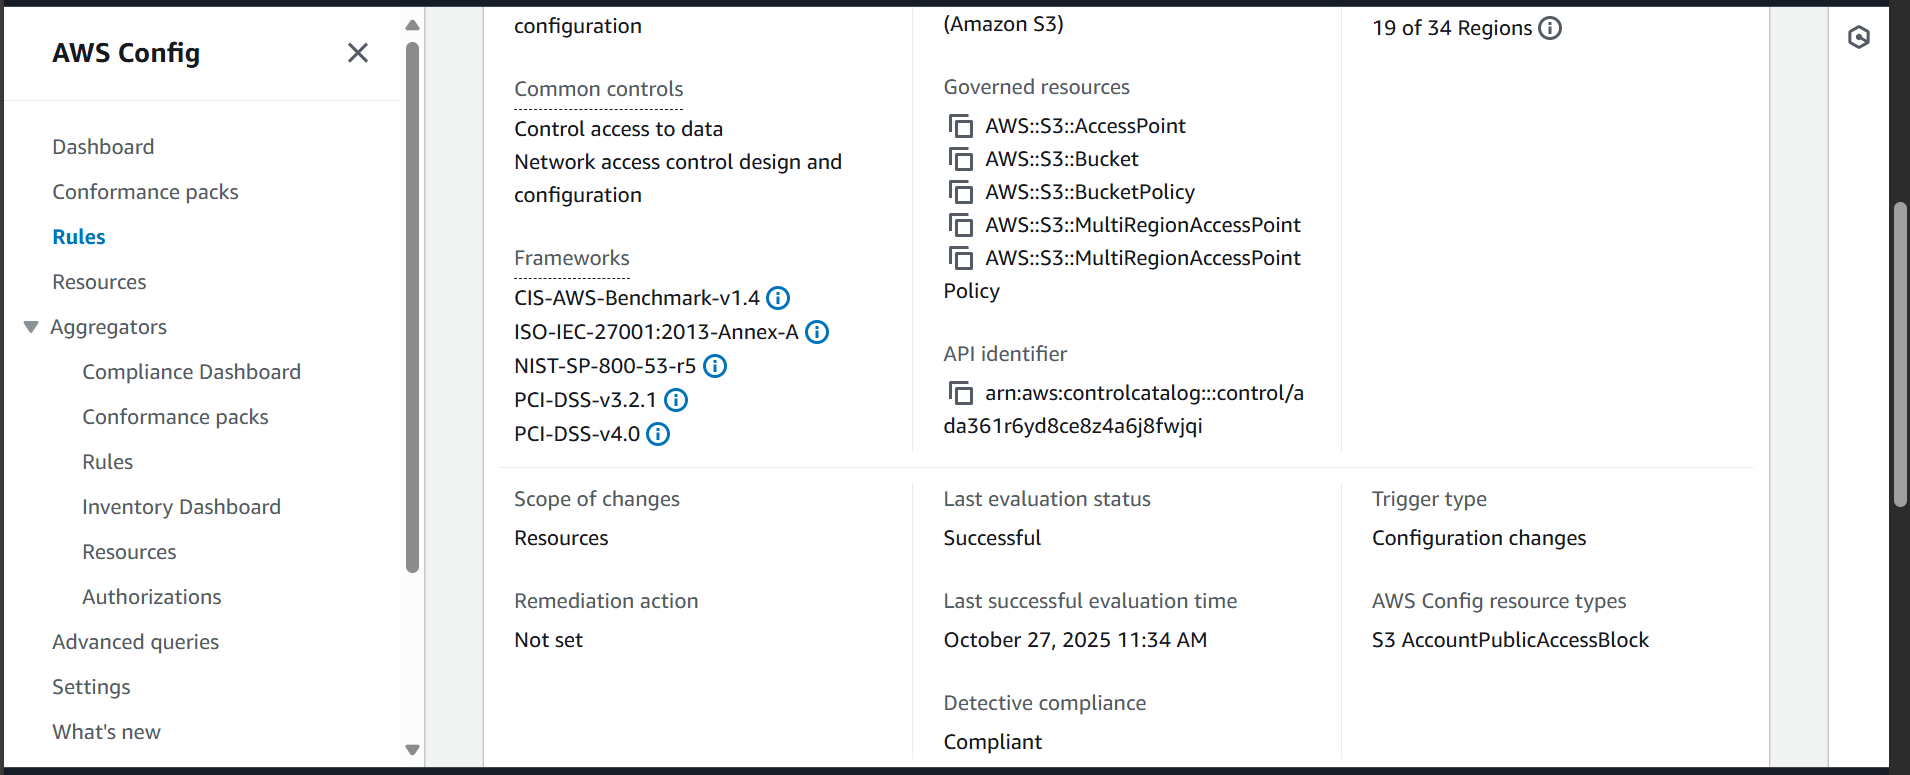 AWS Config
Dashboard
Conformance packs
Rules
Resources
Aggregators
Compliance Dashboard
Conformance packs
Rules
Inventory Dashboard
Resources
Authorizations
Advanced queries
Settings
What's new
configuration
Common controls
Control access to data
Network access control design and
configuration
Frameworks
CIS-AWS-Benchmark-v1.4
ISO-IEC-27001:2013-Annex-A
NIST-SP-800-53-r5
PCI-DSS-v3.2.1
PCI-DSS-v4.0
(Amazon S3)
Governed resources
AWS::S3::AccessPoint
AWS::S3::Bucket
AWS::S3::BucketPolicy
AWS::S3::MultiRegionAccessPoint
AWS::S3::MultiRegionAccessPoint
Policy
API identifier
arn:aws:controlcatalog:::control/a
da361r6yd8ce8z4a6j8fwjqi
19 of 34 Regions
Scope of changes
Resources
Remediation action
Not set
Last evaluation status
Successful
Last successful evaluation time
October 27, 2025 11:34 AM
Detective compliance
Compliant
Trigger type
Configuration changes
AWS Config resource types
S3 AccountPublicAccessBlock